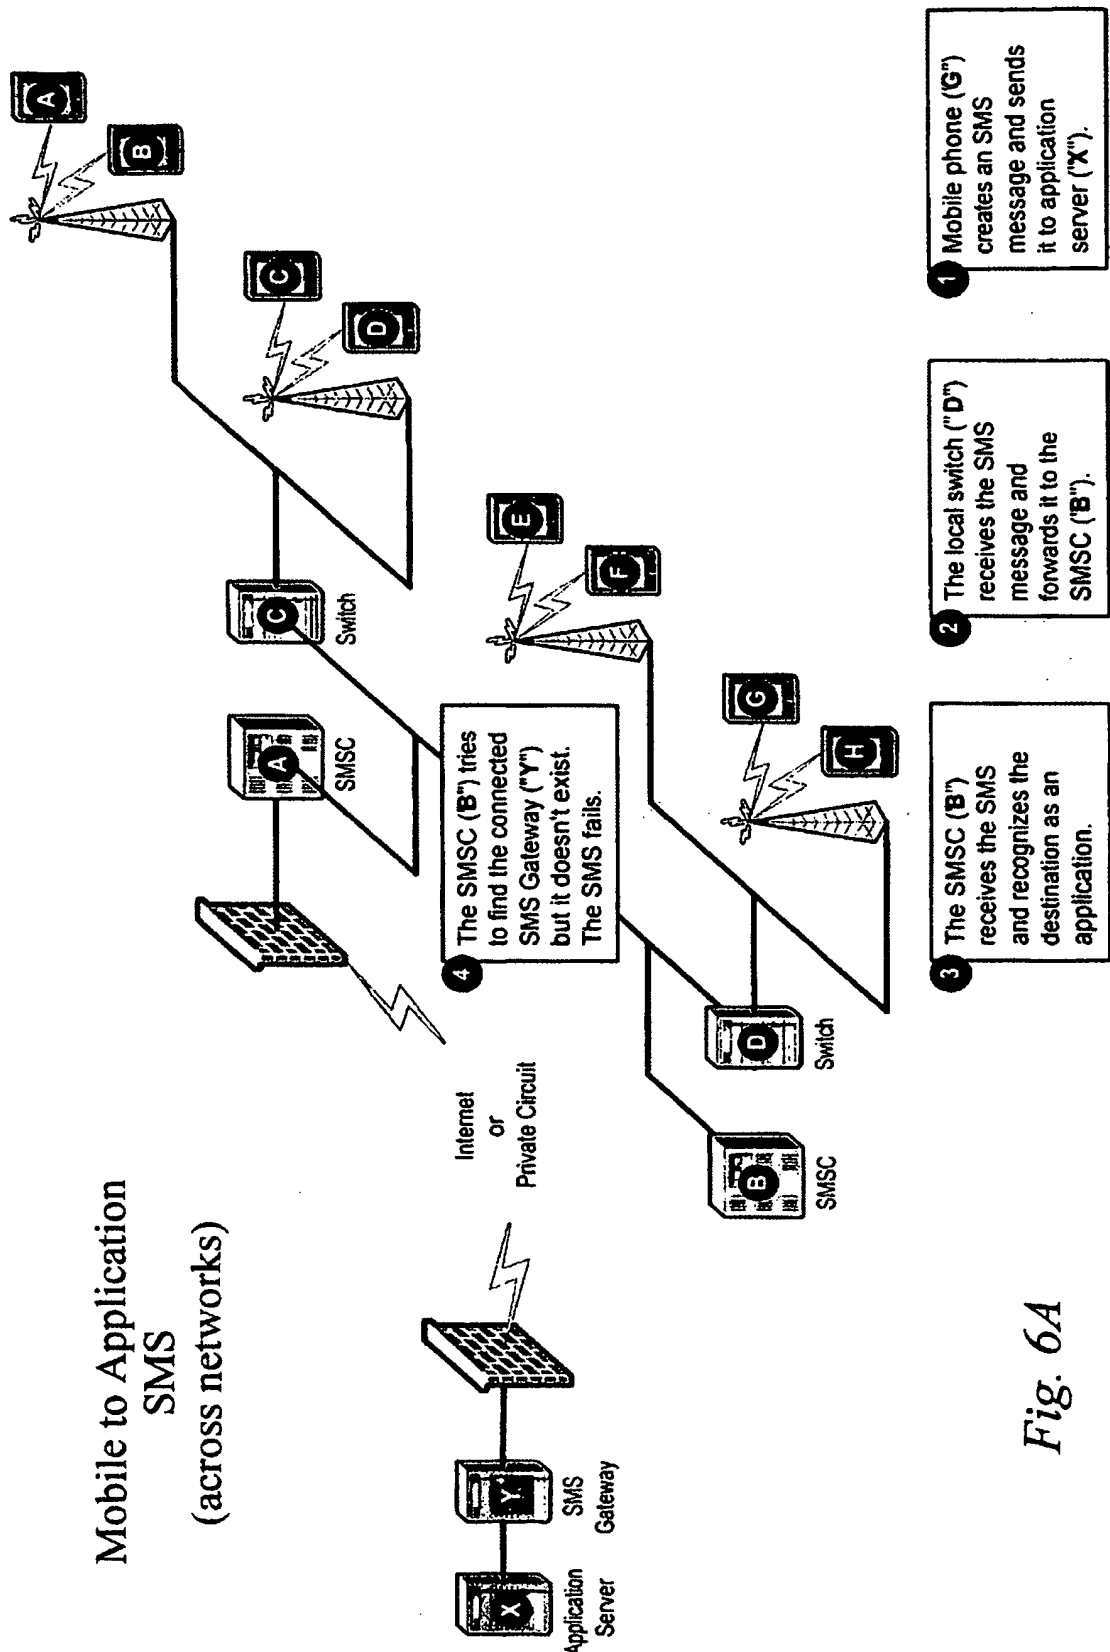 Mobile to Application
SMS
(across networks)
A
B
C
D
C
Switch
A
SMSC
E
F
G
H
Internet
or
Private Circuit
X
Application
Server
Y
SMS
Gateway
B
SMSC
D
Switch
4 The SMSC ('B") tries
to find the connected
SMS Gateway ("Y")
but it doesn't exist.
The SMS fails.
3 The SMSC ('B")
receives the SMS
and recognizes the
destination as an
application.
2 The local switch ("D")
receives the SMS
message and
forwards it to the
SMSC ('B").
1 Mobile phone ('G")
creates an SMS
message and sends
it to application
server ('X").
Fig. 6A